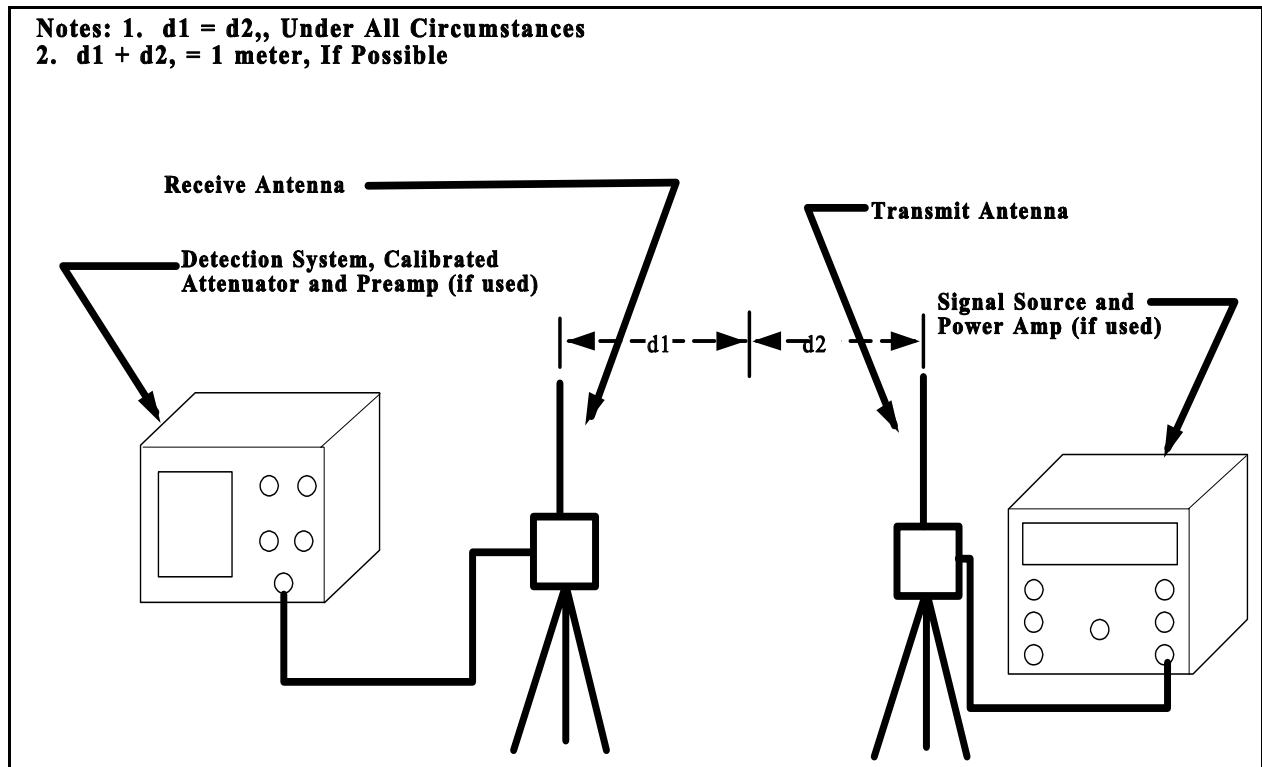 Notes: 1. d1 = d2,, Under All Circumstances
2. d1 + d2, = 1 meter, If Possible
Receive Antenna
Transmit Antenna
Detection System, Calibrated
Attenuator and Preamp (if used)
Signal Source and
Power Amp (if used)
d1
d2